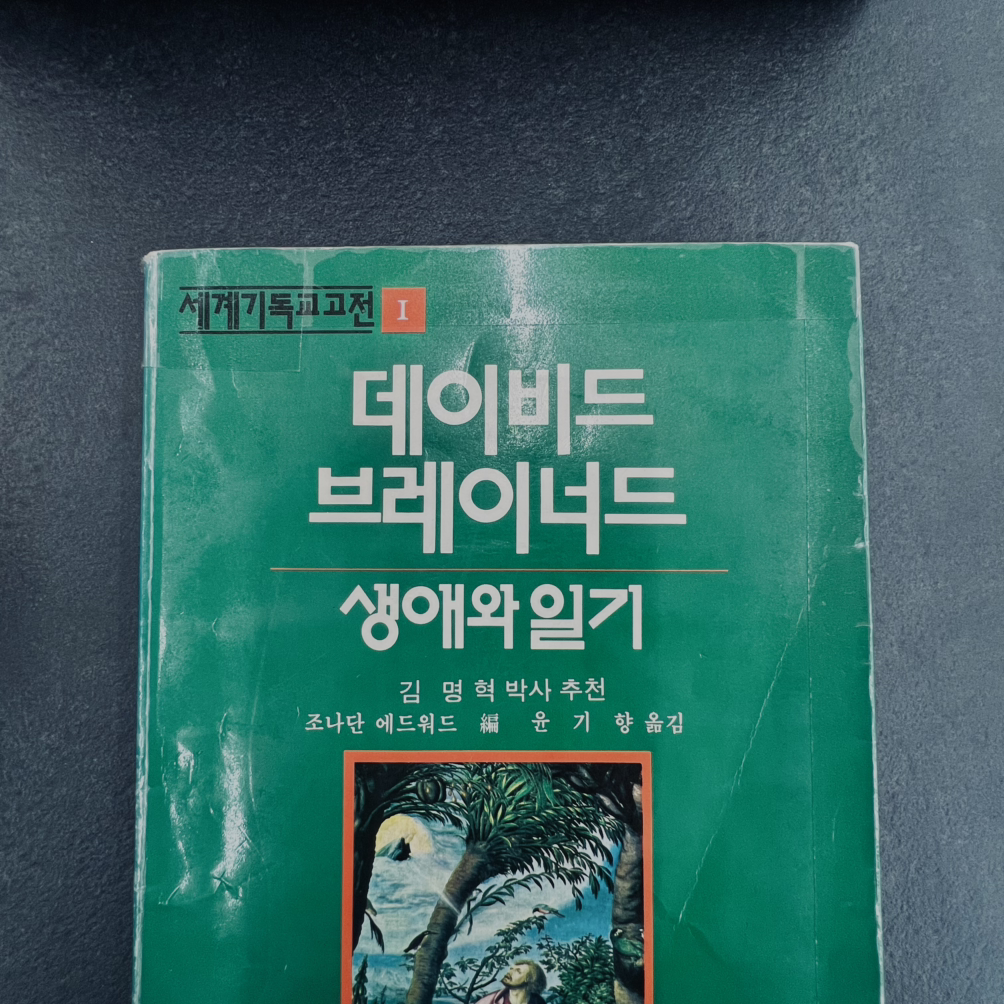 세계기독교고전 I
데이비드
브레이너드
생애와 일기
김 명 혁 박사 추천
조나단 에드워드 編 윤 기 향 옮김